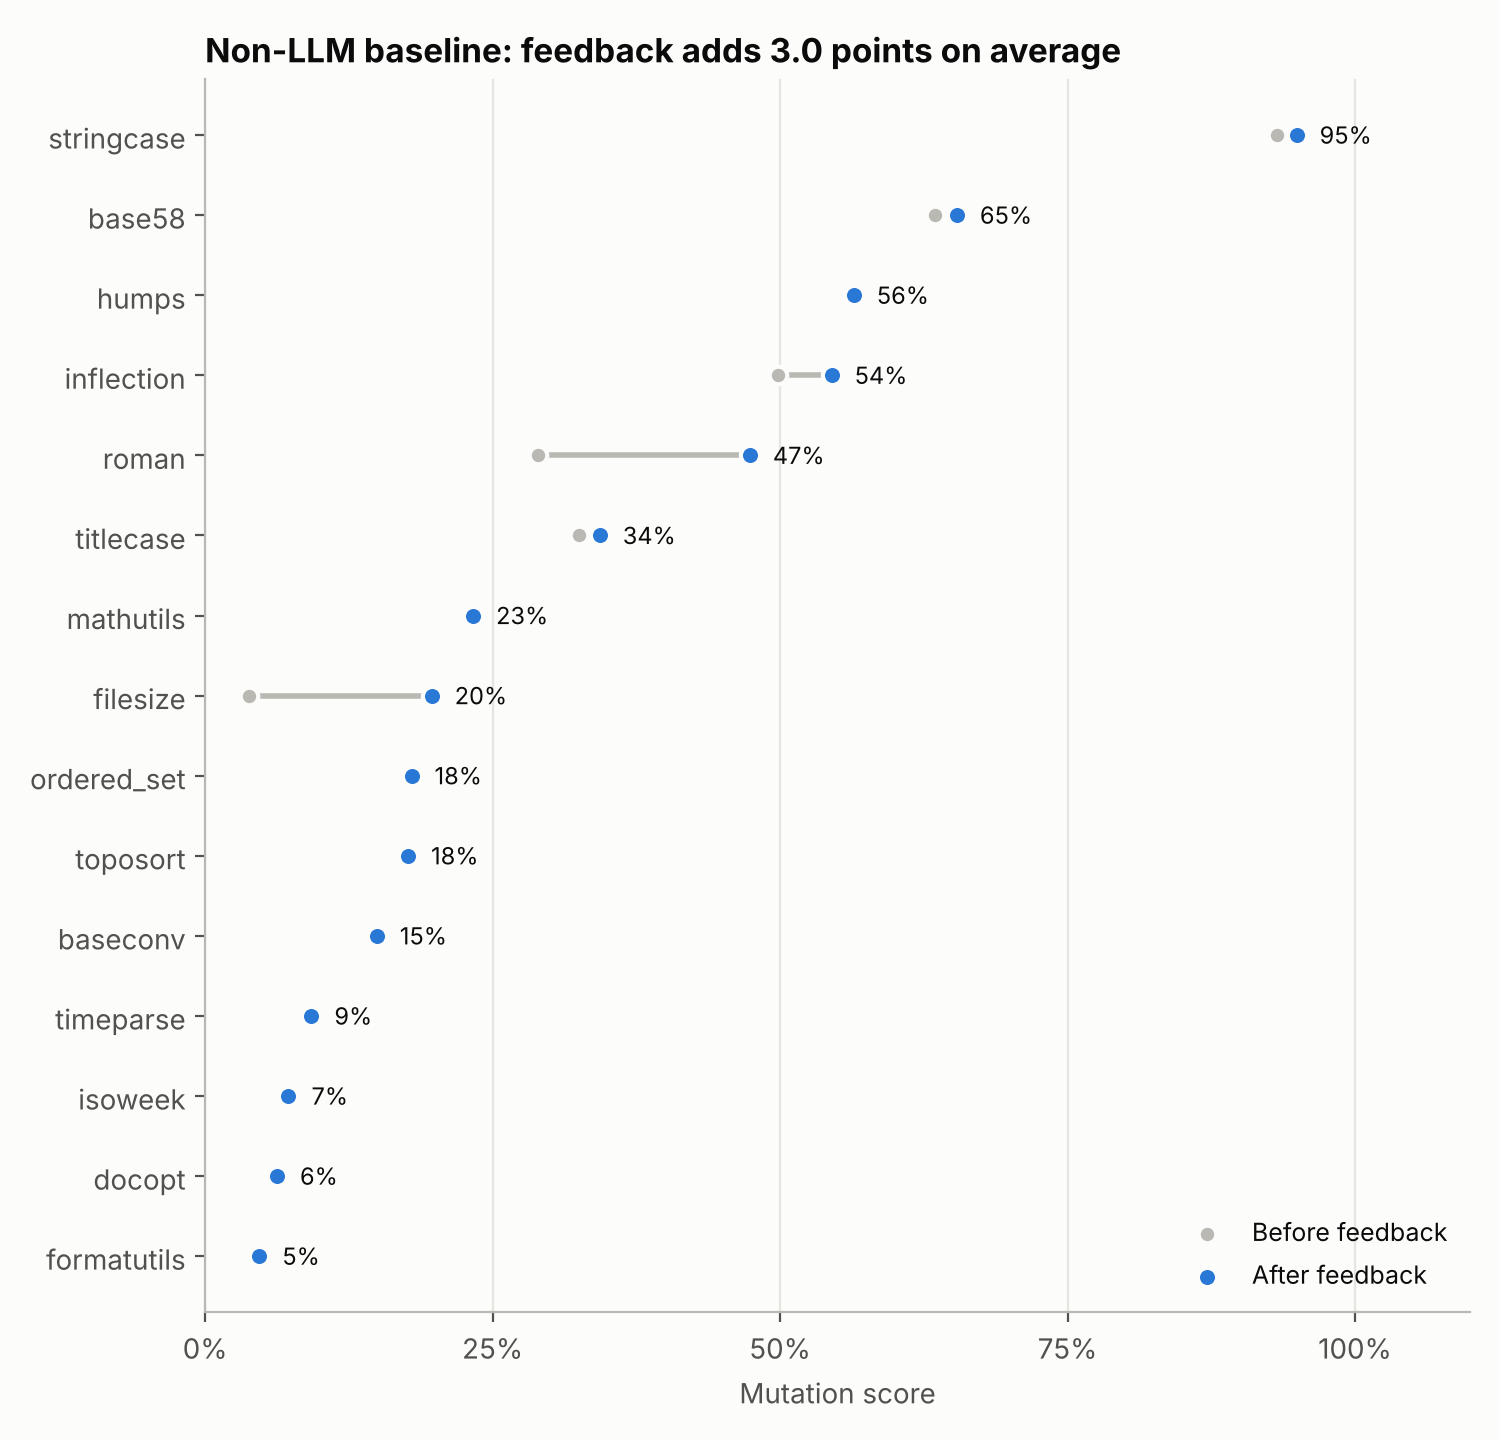 Non-LLM baseline: feedback adds 3.0 points on average
stringcase 95%
base58 65%
humps 56%
inflection 54%
roman 47%
titlecase 34%
mathutils 23%
filesize 20%
ordered_set 18%
toposort 18%
baseconv 15%
timeparse 9%
isoweek 7%
docopt 6%
formatutils 5%
Before feedback
After feedback
0% 25% 50% 75% 100%
Mutation score